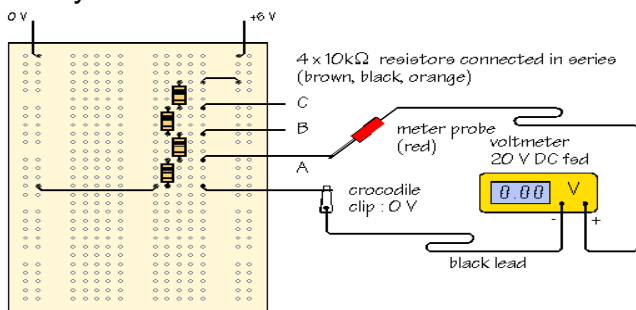 0 V
+6 V
4 x 10kΩ resistors connected in series
(brown, black, orange)
C
B
A
meter probe
(red)
voltmeter
20 V DC fsd
0.00 V
- +
crocodile
clip : 0 V
black lead